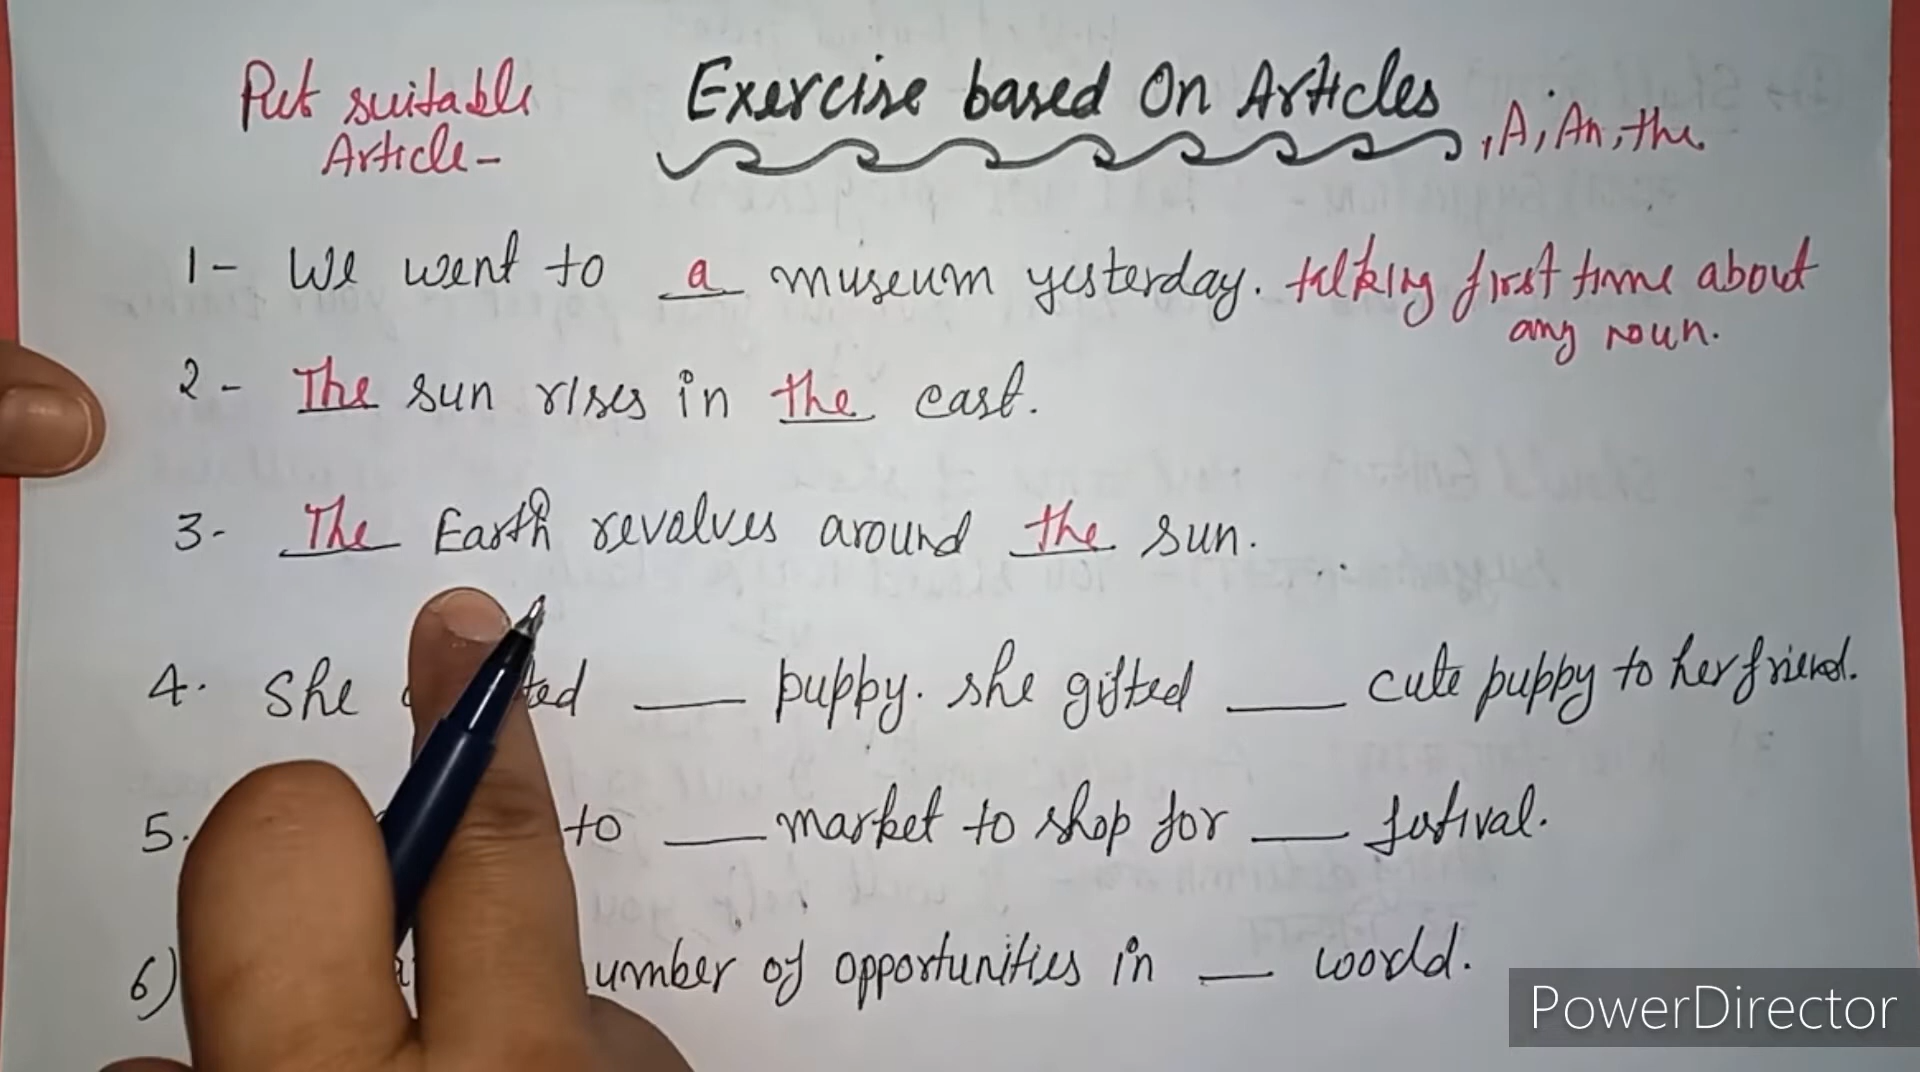 Put suitable
Article-
Exercise based On Articles
, A, An, the
1- We went to a museum yesterday. talking first time about
any noun.
2- The sun rises in the east.
3- The Earth revolves around the sun.
4. She ted ___ puppy. she gifted ___ cute puppy to her friend.
5. to ___ market to shop for ___ festival.
6) umber of opportunities in __ world.
PowerDirector